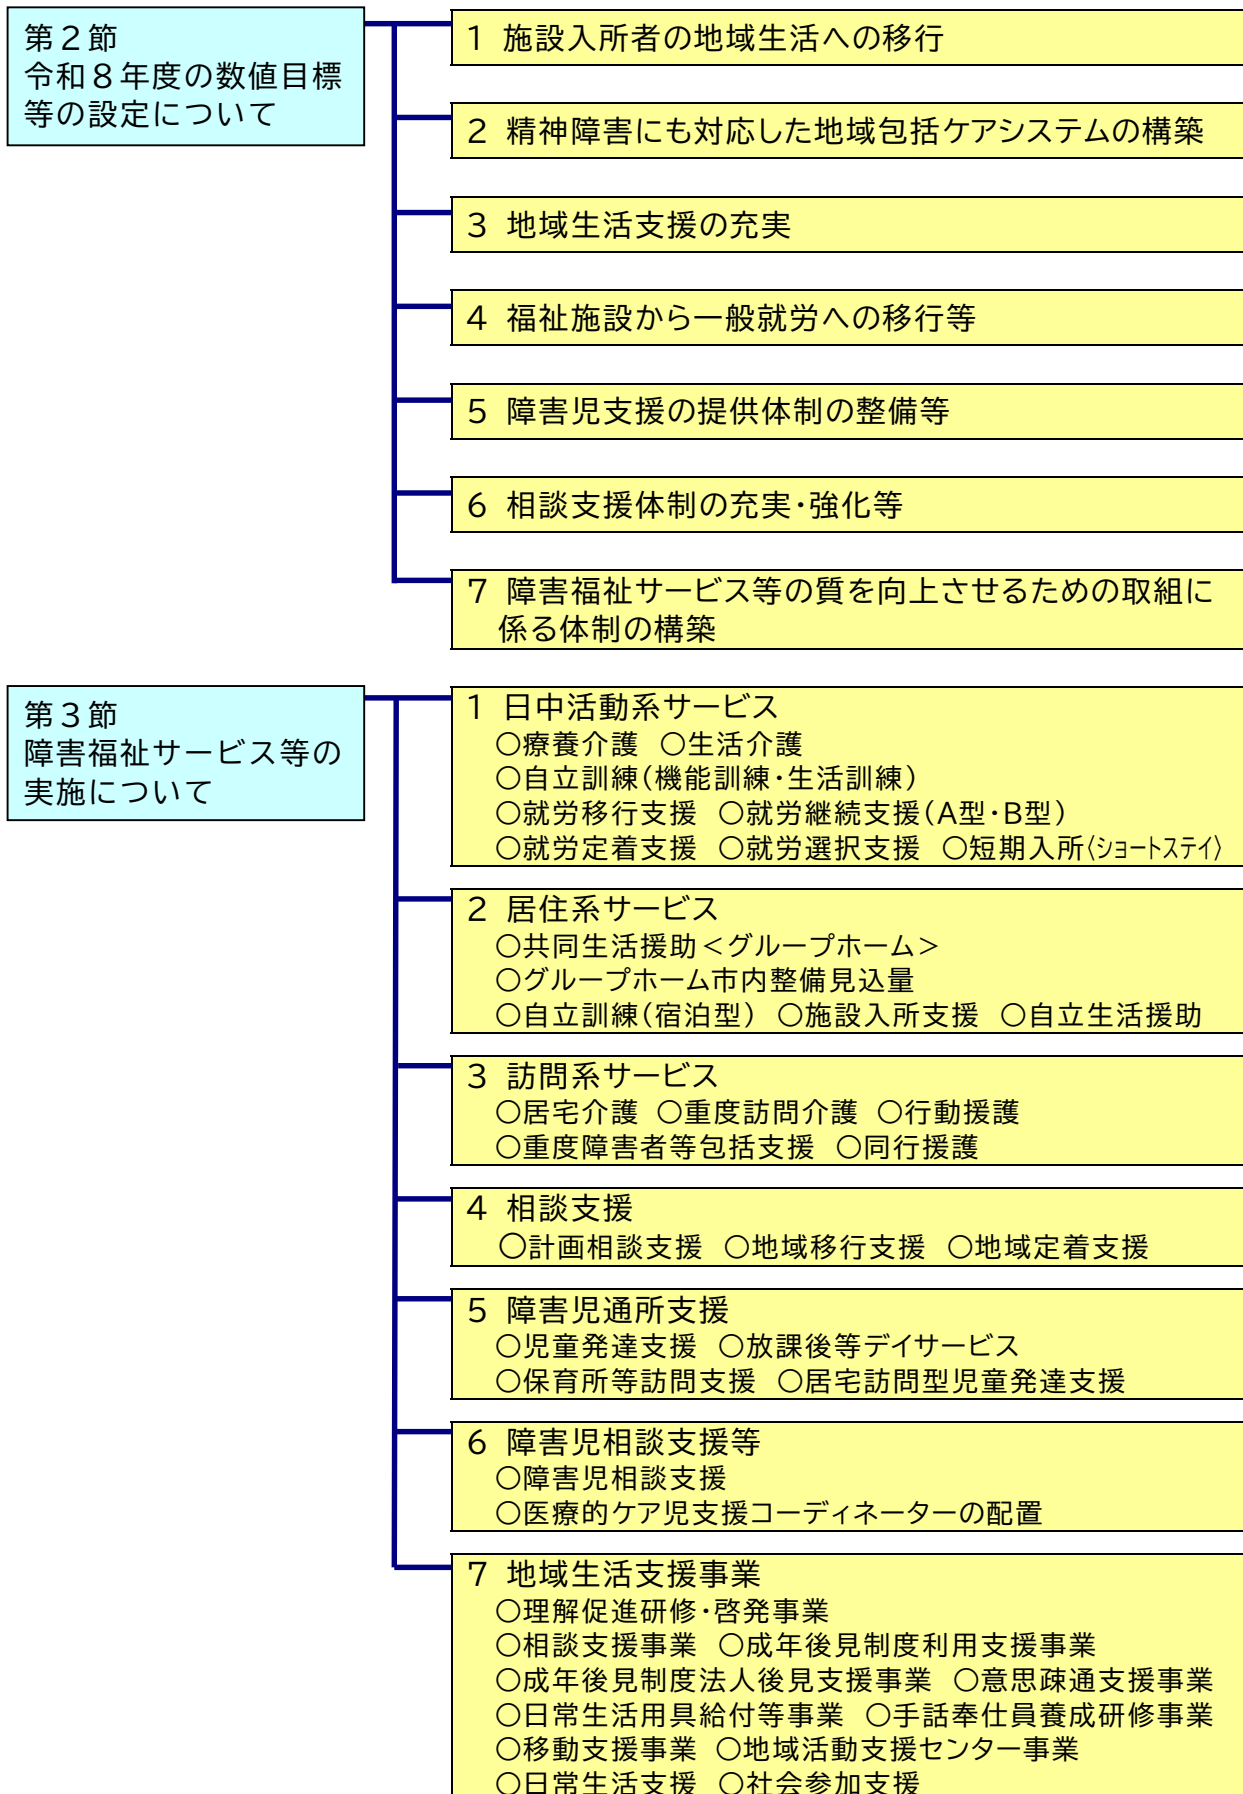 第２節
令和８年度の数値目標
等の設定について
1 施設入所者の地域生活への移行
2 精神障害にも対応した地域包括ケアシステムの構築
3 地域生活支援の充実
4 福祉施設から一般就労への移行等
5 障害児支援の提供体制の整備等
6 相談支援体制の充実・強化等
7 障害福祉サービス等の質を向上させるための取組に
係る体制の構築
第３節
障害福祉サービス等の
実施について
1 日中活動系サービス
○療養介護 ○生活介護
○自立訓練(機能訓練・生活訓練)
○就労移行支援 ○就労継続支援(A型・B型)
○就労定着支援 ○就労選択支援 ○短期入所〈ｼｮｰﾄｽﾃｲ〉
2 居住系サービス
○共同生活援助＜グループホーム＞
○グループホーム市内整備見込量
○自立訓練(宿泊型) ○施設入所支援 ○自立生活援助
3 訪問系サービス
○居宅介護 ○重度訪問介護 ○行動援護
○重度障害者等包括支援 ○同行援護
4 相談支援
○計画相談支援 ○地域移行支援 ○地域定着支援
5 障害児通所支援
○児童発達支援 ○放課後等デイサービス
○保育所等訪問支援 ○居宅訪問型児童発達支援
6 障害児相談支援等
○障害児相談支援
○医療的ケア児支援コーディネーターの配置
7 地域生活支援事業
○理解促進研修・啓発事業
○相談支援事業 ○成年後見制度利用支援事業
○成年後見制度法人後見支援事業 ○意思疎通支援事業
○日常生活用具給付等事業 ○手話奉仕員養成研修事業
○移動支援事業 ○地域活動支援センター事業
○日常生活支援 ○社会参加支援